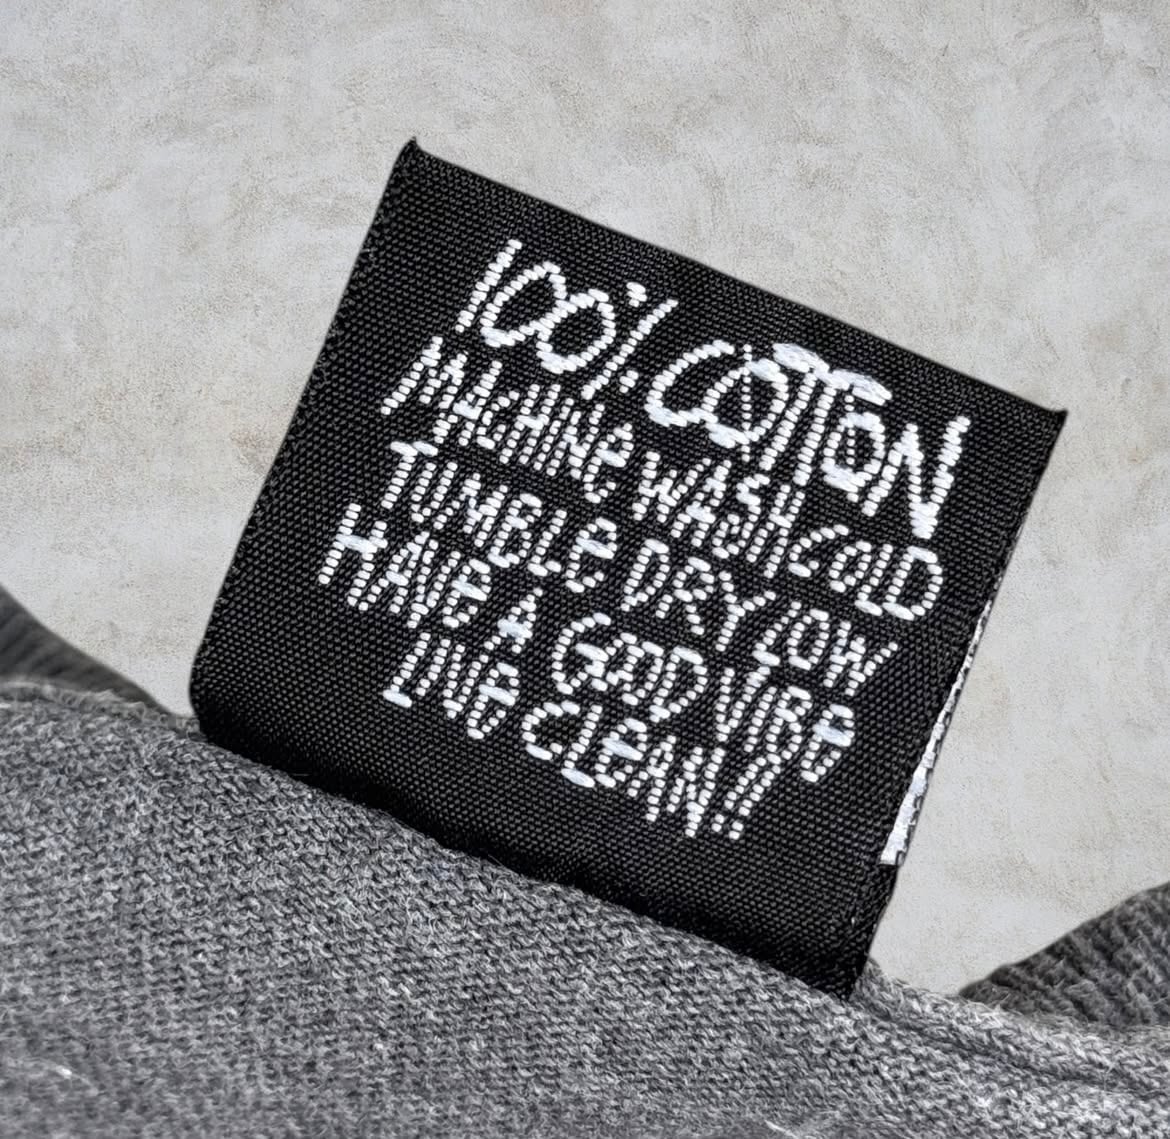 100% COTTON
MACHINE WASH COLD
TUMBLE DRY LOW
HAVE A GOOD VIBE
LIVE CLEAN!!